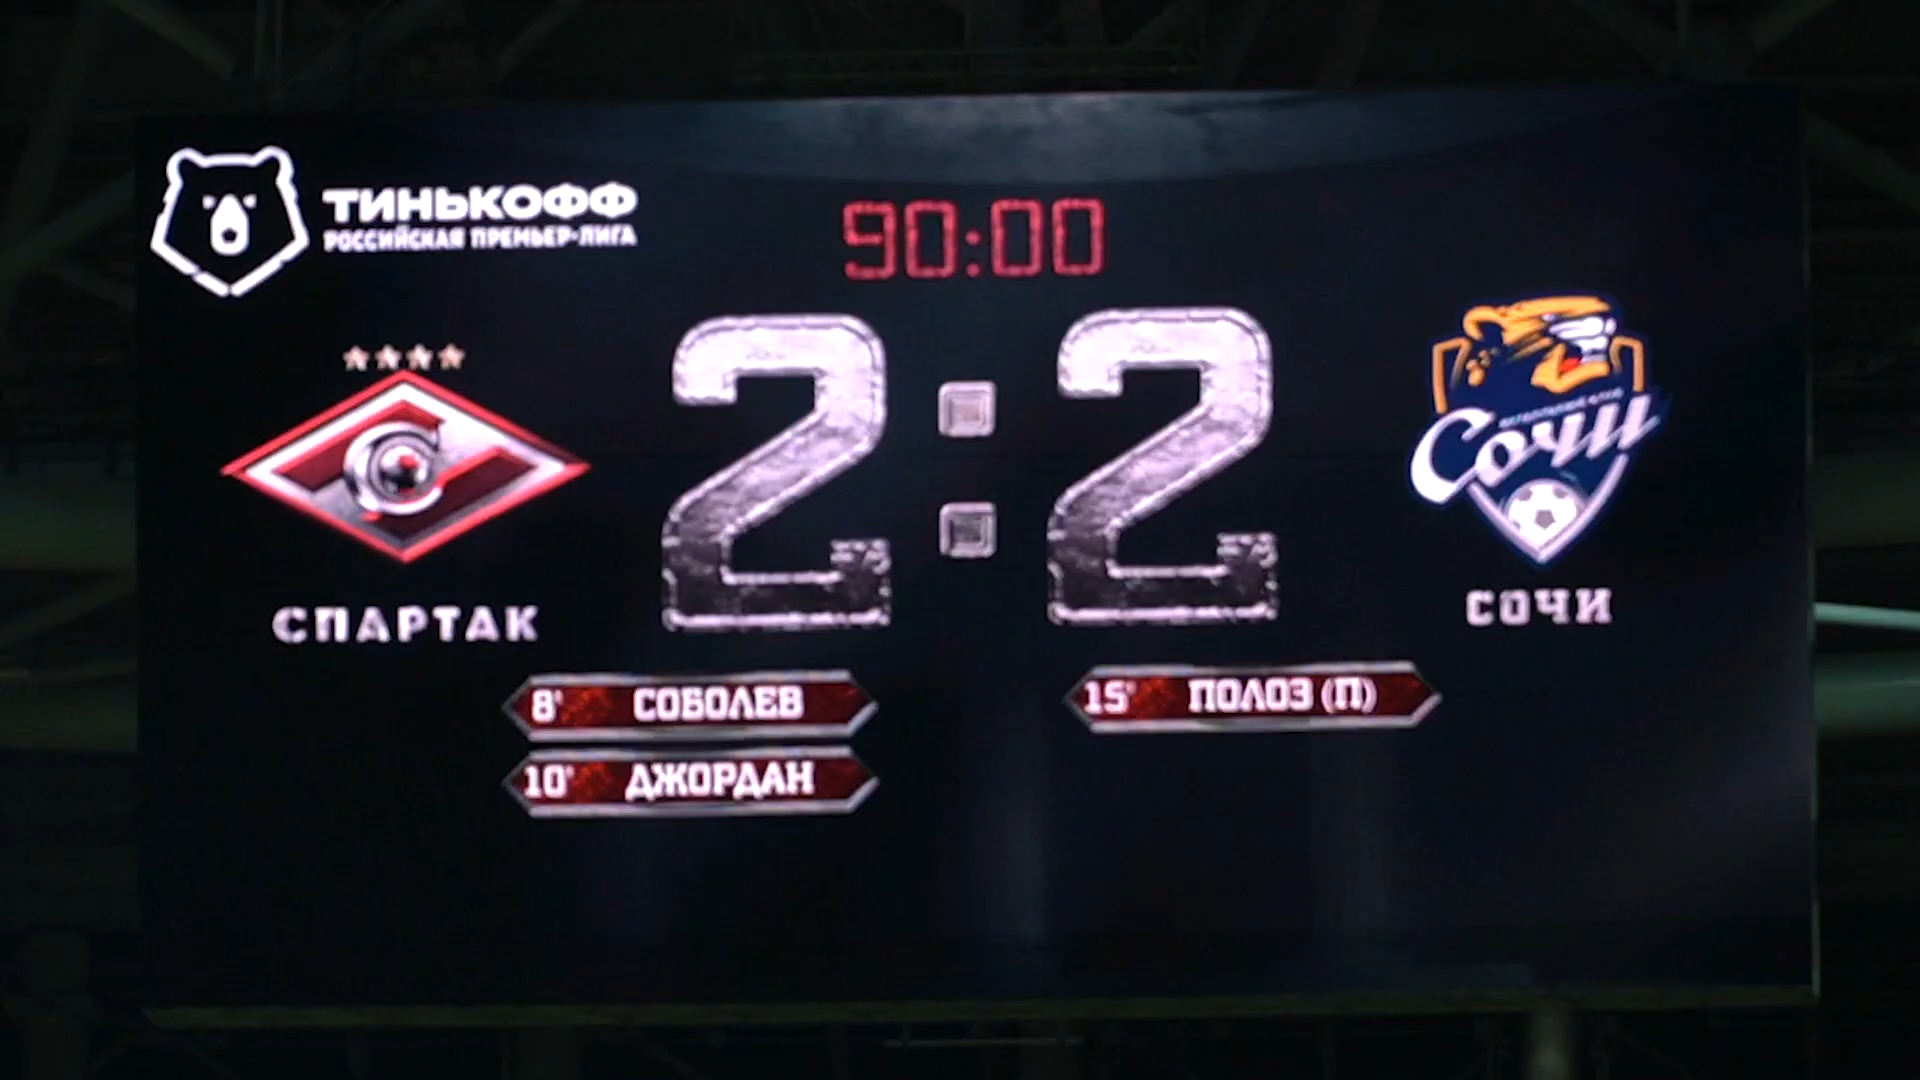 ТИНЬКОФФ
РОССИЙСКАЯ ПРЕМЬЕР-ЛИГА
90:00
2:2
Сочи
СПАРТАК
СОЧИ
8' СОБОЛЕВ
15' ПОЛОЗ (П)
10' ДЖОРДАН